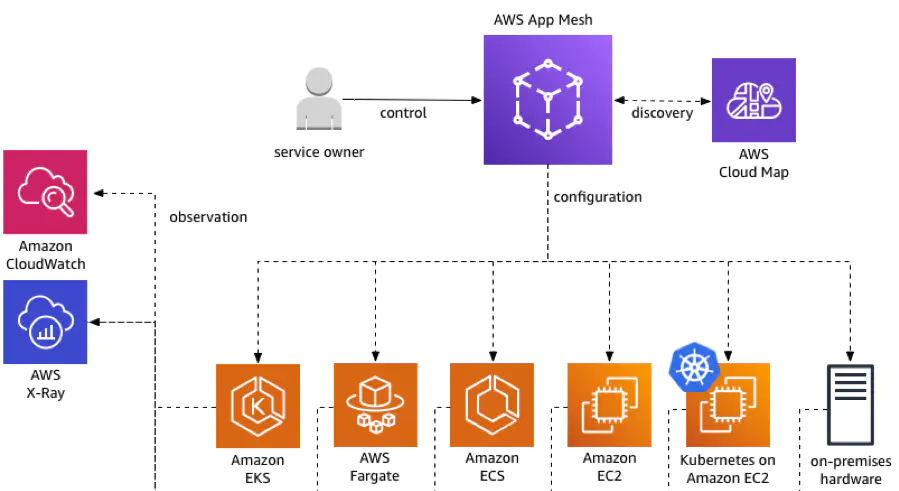 AWS App Mesh
control
discovery
service owner
AWS
Cloud Map
configuration
observation
Amazon
CloudWatch
AWS
X-Ray
K
Amazon
EKS
AWS
Fargate
Amazon
ECS
Amazon
EC2
Kubernetes on
Amazon EC2
on-premises
hardware